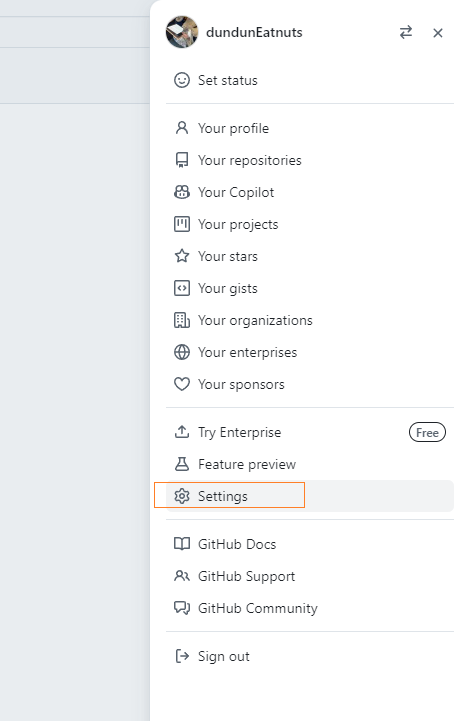 dundunEatnuts
Set status
Your profile
Your repositories
Your Copilot
Your projects
Your stars
Your gists
Your organizations
Your enterprises
Your sponsors
Try Enterprise Free
Feature preview
Settings
GitHub Docs
GitHub Support
GitHub Community
Sign out